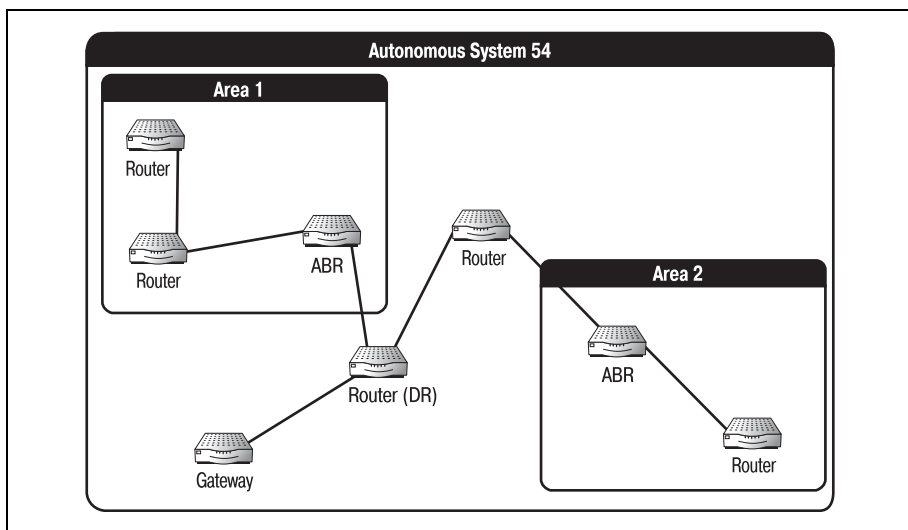 Autonomous System 54
Area 1
Router
Router
ABR
Router
Area 2
Router (DR)
ABR
Gateway
Router